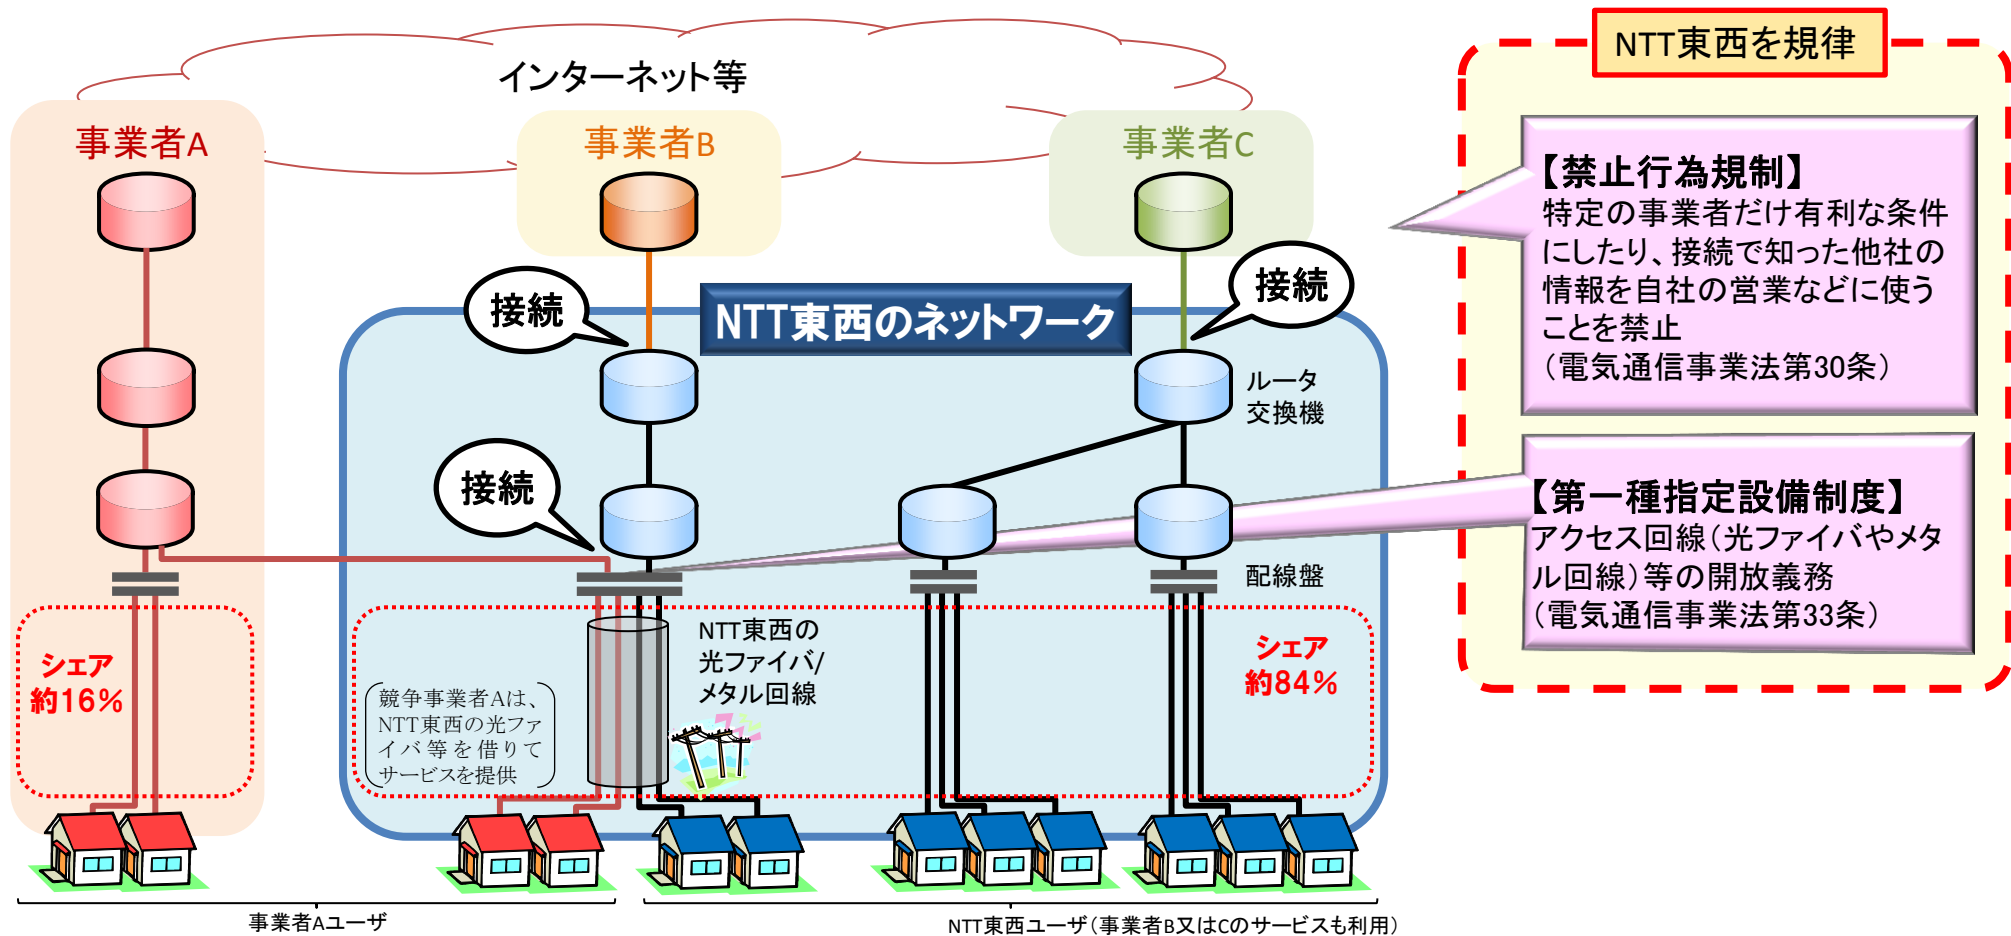 インターネット等
事業者A
事業者B
事業者C
接続
接続
NTT東西のネットワーク
ルータ
交換機
接続
配線盤
シェア
約16%
競争事業者Aは、
NTT東西の光ファ
イバ等を借りて
サービスを提供
NTT東西の
光ファイバ/
メタル回線
シェア
約84%
事業者Aユーザ
NTT東西ユーザ(事業者B又はCのサービスも利用)
NTT東西を規律
【禁止行為規制】
特定の事業者だけ有利な条件
にしたり、接続で知った他社の
情報を自社の営業などに使う
ことを禁止
(電気通信事業法第30条)
【第一種指定設備制度】
アクセス回線(光ファイバやメタ
ル回線)等の開放義務
(電気通信事業法第33条)